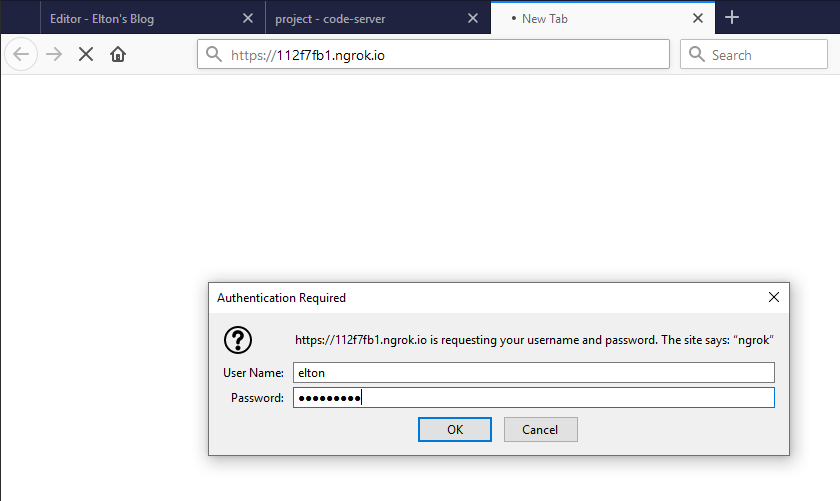 Editor - Elton's Blog
project - code-server
New Tab
https://112f7fb1.ngrok.io
Search
Authentication Required
https://112f7fb1.ngrok.io is requesting your username and password. The site says: “ngrok”
User Name:
elton
Password:
●●●●●●●●●
OK
Cancel